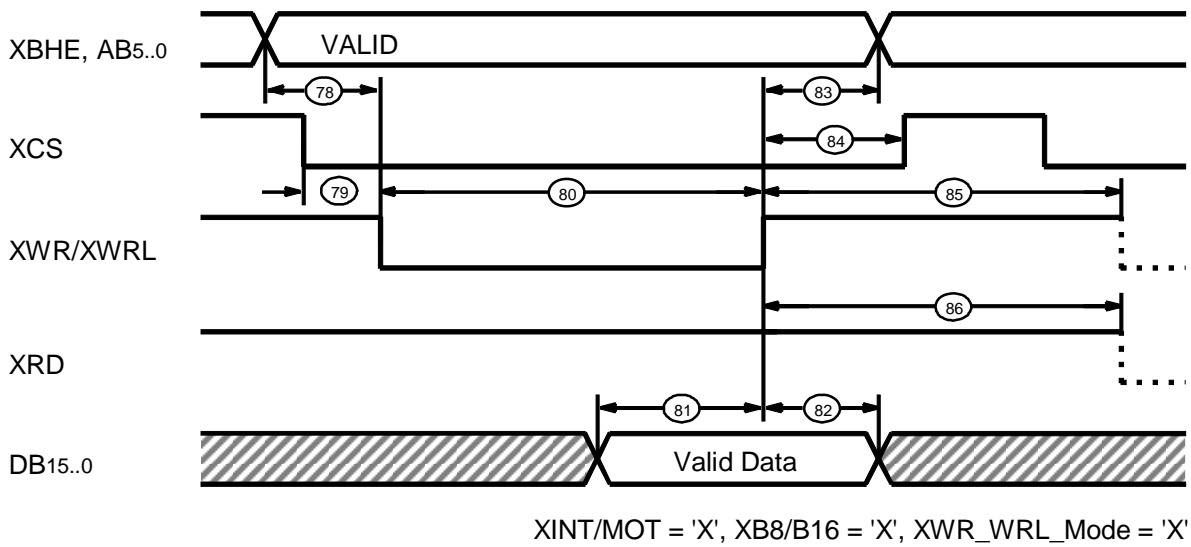 XBHE, AB5..0
VALID
78
83
XCS
84
79
80
85
XWR/XWRL
86
XRD
81
82
DB15..0
Valid Data
XINT/MOT = 'X', XB8/B16 = 'X', XWR_WRL_Mode = 'X'